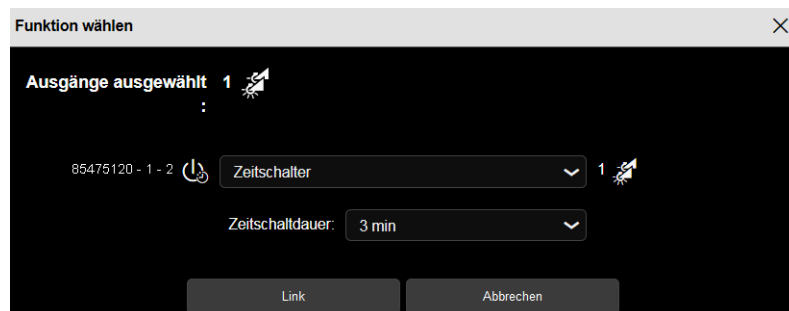 Funktion wählen
Ausgänge ausgewählt 1
:
85475120 - 1 - 2 Zeitschalter 1
Zeitschaltdauer: 3 min
Link Abbrechen